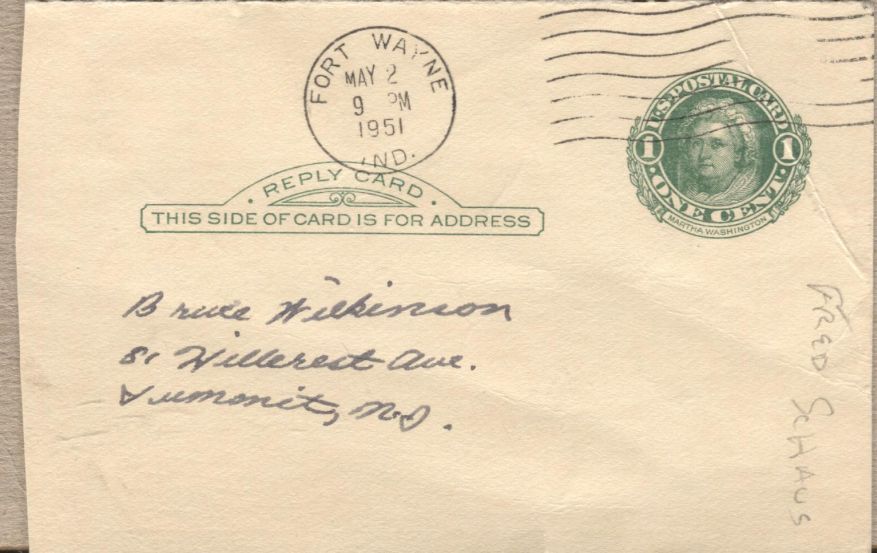 FORT WAYNE
MAY 2
9 PM
1951
IND.
U.S. POSTAL CARD
1 1
ONE CENT
MARTHA WASHINGTON
REPLY CARD
THIS SIDE OF CARD IS FOR ADDRESS
Bruce Wilkinson
81 Hillcrest Ave.
Summit, N.J.
FRED SCHAUS